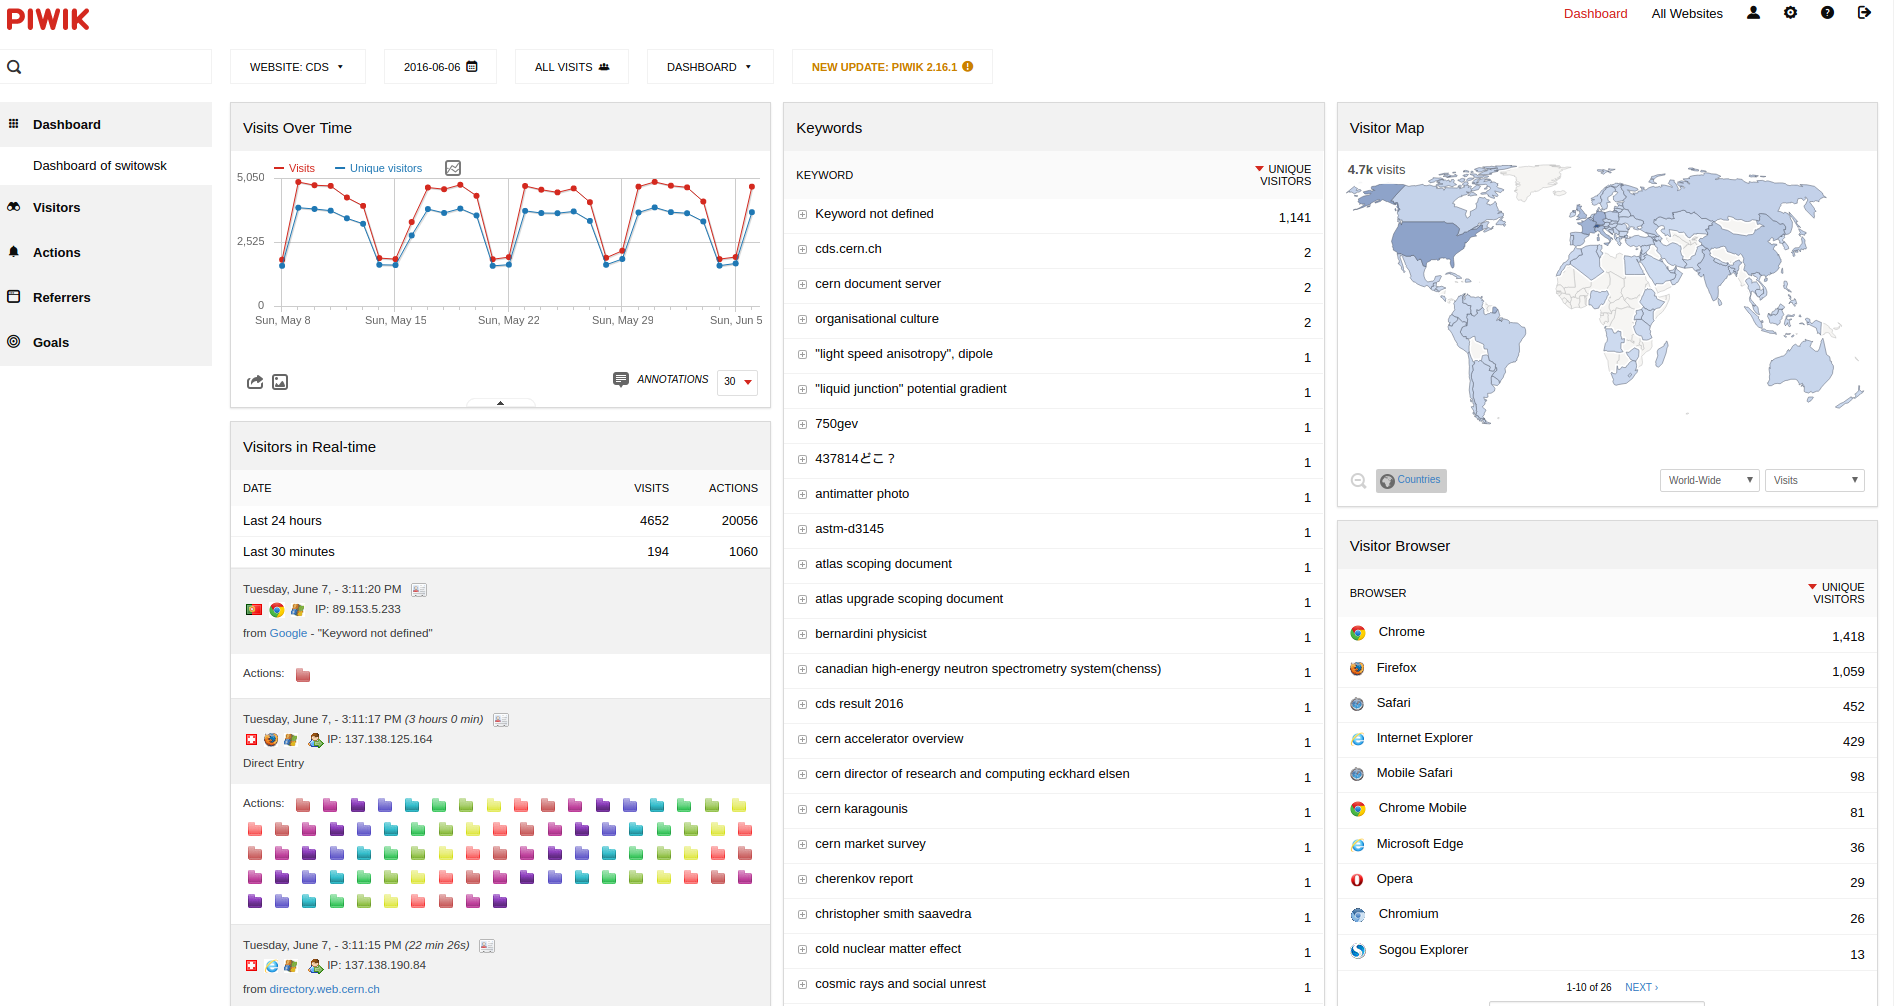 PIWIK
Dashboard All Websites
WEBSITE: CDS 2016-06-06 ALL VISITS DASHBOARD NEW UPDATE: PIWIK 2.16.1
Dashboard
Dashboard of switowsk
Visitors
Actions
Referrers
Goals
Visits Over Time
Visits Unique visitors
5,050
2,525
0
Sun, May 8 Sun, May 15 Sun, May 22 Sun, May 29 Sun, Jun 5
ANNOTATIONS 30
Visitors in Real-time
DATE VISITS ACTIONS
Last 24 hours 4652 20056
Last 30 minutes 194 1060
Tuesday, June 7, - 3:11:20 PM
IP: 89.153.5.233
from Google - "Keyword not defined"
Actions:
Tuesday, June 7, - 3:11:17 PM (3 hours 0 min)
IP: 137.138.125.164
Direct Entry
Actions:
Tuesday, June 7, - 3:11:15 PM (22 min 26s)
IP: 137.138.190.84
from directory.web.cern.ch
Keywords
KEYWORD UNIQUE
VISITORS
Keyword not defined 1,141
cds.cern.ch 2
cern document server 2
organisational culture 2
"light speed anisotropy", dipole 1
"liquid junction" potential gradient 1
750gev 1
437814どこ？ 1
antimatter photo 1
astm-d3145 1
atlas scoping document 1
atlas upgrade scoping document 1
bernardini physicist 1
canadian high-energy neutron spectrometry system(chenss) 1
cds result 2016 1
cern accelerator overview 1
cern director of research and computing eckhard elsen 1
cern karagounis 1
cern market survey 1
cherenkov report 1
christopher smith saavedra 1
cold nuclear matter effect 1
cosmic rays and social unrest 1
Visitor Map
4.7k visits
Countries World-Wide Visits
Visitor Browser
BROWSER UNIQUE
VISITORS
Chrome 1,418
Firefox 1,059
Safari 452
Internet Explorer 429
Mobile Safari 98
Chrome Mobile 81
Microsoft Edge 36
Opera 29
Chromium 26
Sogou Explorer 13
1-10 of 26 NEXT ›